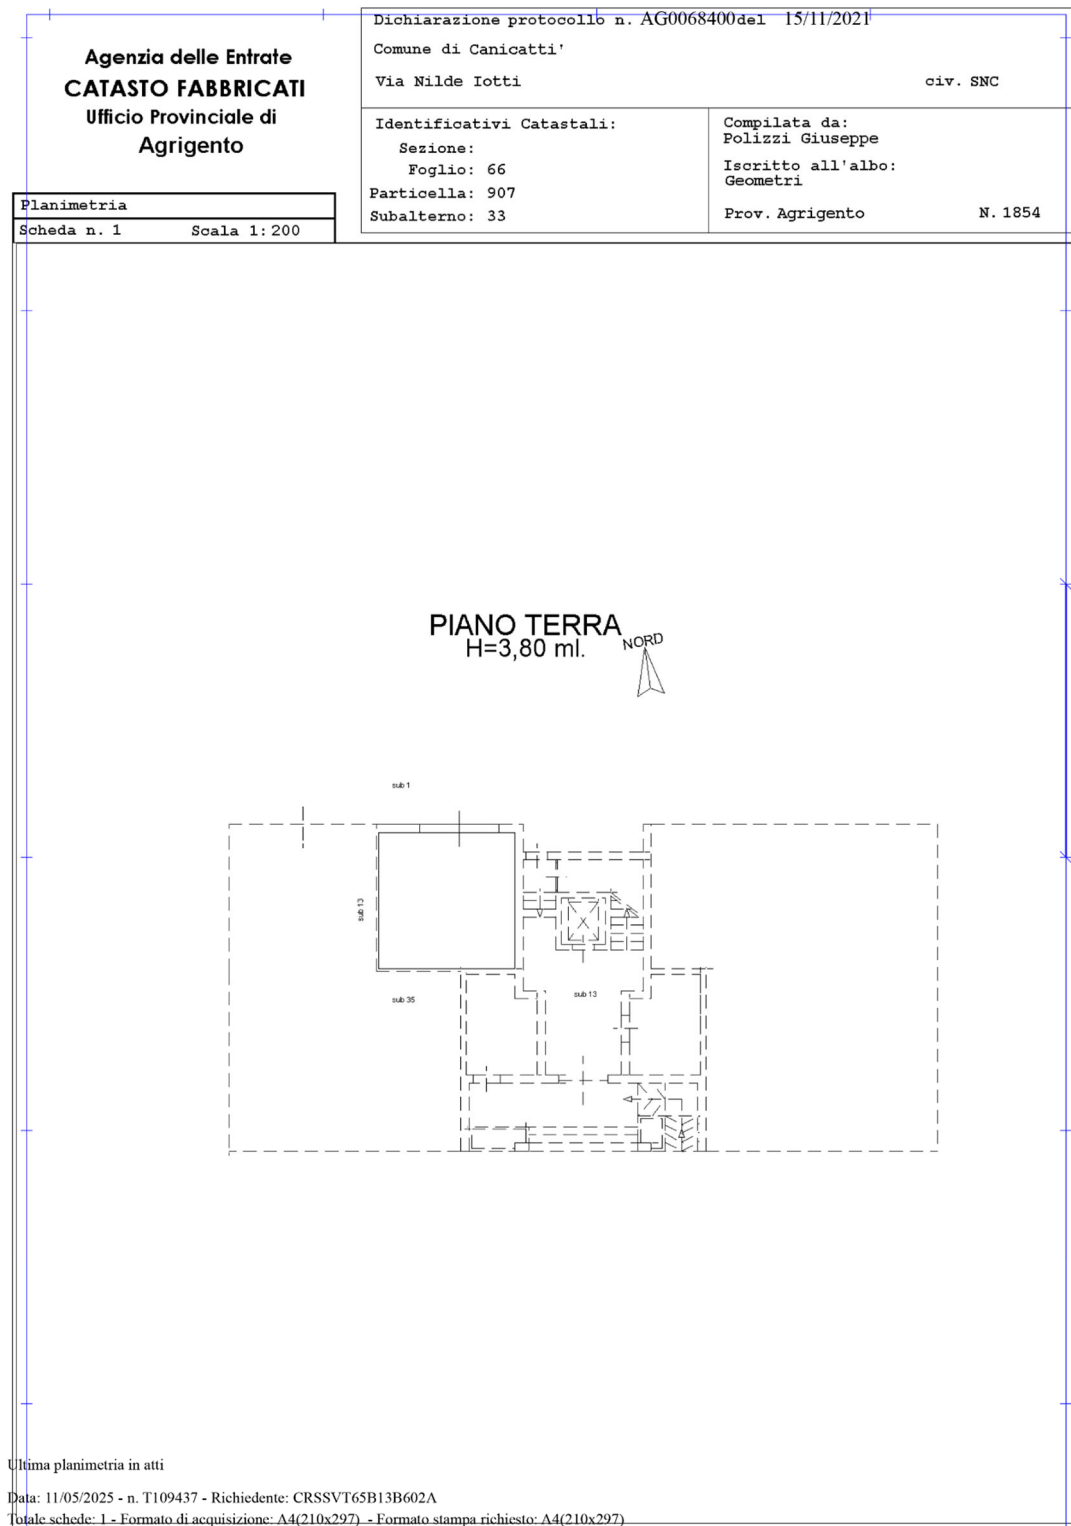 Agenzia delle Entrate
CATASTO FABBRICATI
Ufficio Provinciale di
Agrigento
Dichiarazione protocollo n. AG0068400del 15/11/2021
Comune di Canicatti'
Via Nilde Iotti civ. SNC
Identificativi Catastali:
Sezione:
Foglio: 66
Particella: 907
Subalterno: 33
Compilata da:
Polizzi Giuseppe
Iscritto all'albo:
Geometri
Prov. Agrigento N. 1854
Planimetria
Scheda n. 1 Scala 1:200
PIANO TERRA
H=3,80 ml.
NORD
sub 1
sub 13
sub 35
sub 13
Ultima planimetria in atti
Data: 11/05/2025 - n. T109437 - Richiedente: CRSSVT65B13B602A
Totale schede: 1 - Formato di acquisizione: A4(210x297) - Formato stampa richiesto: A4(210x297)